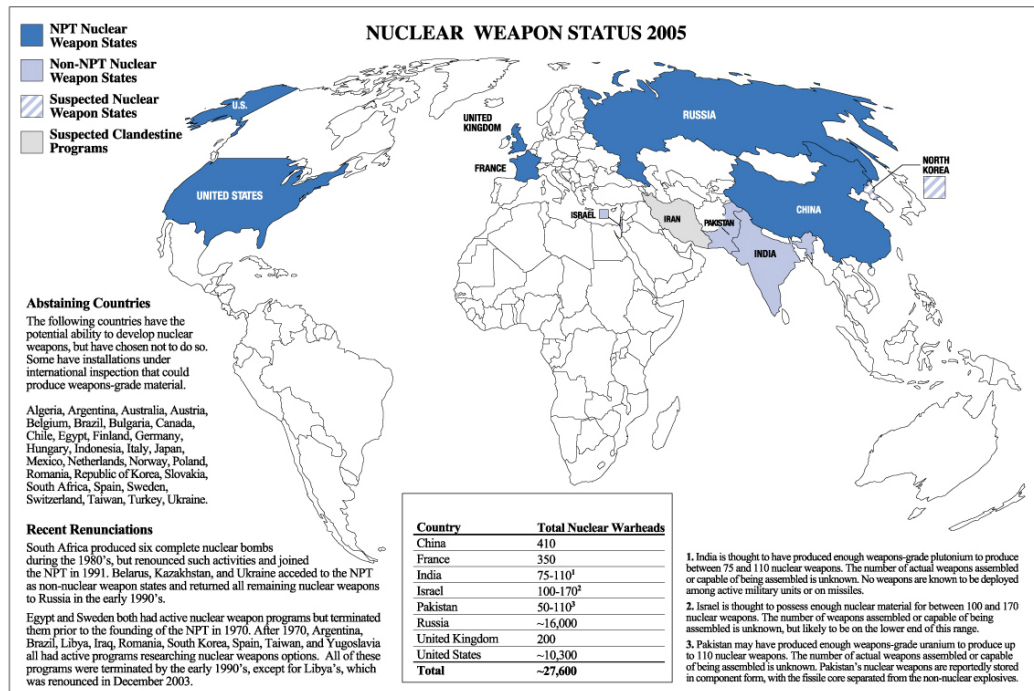 NUCLEAR WEAPON STATUS 2005
NPT Nuclear
Weapon States
Non-NPT Nuclear
Weapon States
Suspected Nuclear
Weapon States
Suspected Clandestine
Programs
U.S.
UNITED STATES
UNITED
KINGDOM
FRANCE
RUSSIA
NORTH
KOREA
CHINA
ISRAEL
IRAN
PAKISTAN
INDIA
Abstaining Countries
The following countries have the
potential ability to develop nuclear
weapons, but have chosen not to do so.
Some have installations under
international inspection that could
produce weapons-grade material.
Algeria, Argentina, Australia, Austria,
Belgium, Brazil, Bulgaria, Canada,
Chile, Egypt, Finland, Germany,
Hungary, Indonesia, Italy, Japan,
Mexico, Netherlands, Norway, Poland,
Romania, Republic of Korea, Slovakia,
South Africa, Spain, Sweden,
Switzerland, Taiwan, Turkey, Ukraine.
Recent Renunciations
South Africa produced six complete nuclear bombs
during the 1980's, but renounced such activities and joined
the NPT in 1991. Belarus, Kazakhstan, and Ukraine acceded to the NPT
as non-nuclear weapon states and returned all remaining nuclear weapons
to Russia in the early 1990's.
Egypt and Sweden both had active nuclear weapon programs but terminated
them prior to the founding of the NPT in 1970. After 1970, Argentina,
Brazil, Libya, Iraq, Romania, South Korea, Spain, Taiwan, and Yugoslavia
all had active programs researching nuclear weapons options. All of these
programs were terminated by the early 1990's, except for Libya's, which
was renounced in December 2003.
Country Total Nuclear Warheads
China 410
France 350
India 75-110¹
Israel 100-170²
Pakistan 50-110³
Russia ~16,000
United Kingdom 200
United States ~10,300
Total ~27,600
1. India is thought to have produced enough weapons-grade plutonium to produce
between 75 and 110 nuclear weapons. The number of actual weapons assembled
or capable of being assembled is unknown. No weapons are known to be deployed
among active military units or on missiles.
2. Israel is thought to possess enough nuclear material for between 100 and 170
nuclear weapons. The number of weapons assembled or capable of being
assembled is unknown, but likely to be on the lower end of this range.
3. Pakistan may have produced enough weapons-grade uranium to produce up
to 110 nuclear weapons. The number of actual weapons assembled or capable
of being assembled is unknown. Pakistan's nuclear weapons are reportedly stored
in component form, with the fissile core separated from the non-nuclear explosives.